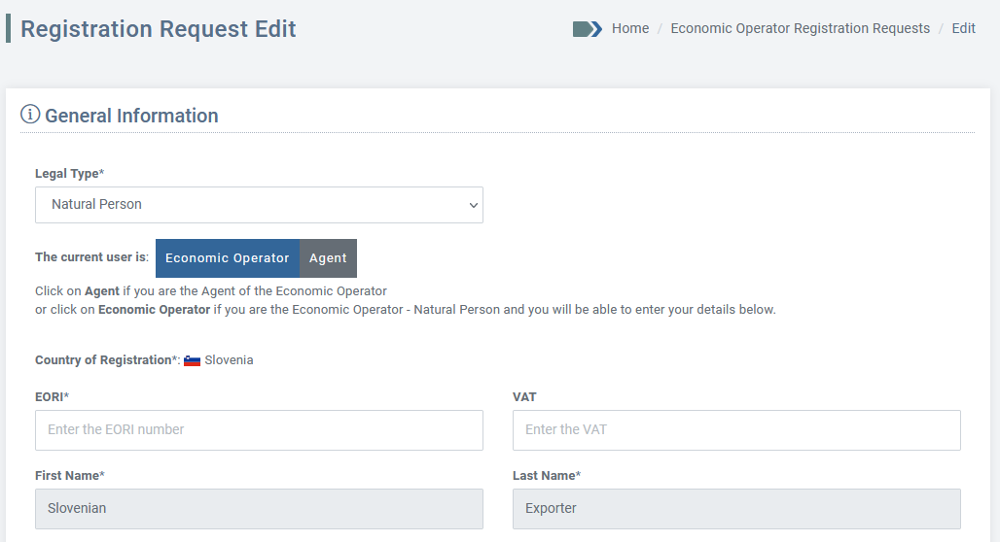 Registration Request Edit
Home / Economic Operator Registration Requests / Edit
General Information
Legal Type*
Natural Person
The current user is: Economic Operator Agent
Click on Agent if you are the Agent of the Economic Operator
or click on Economic Operator if you are the Economic Operator - Natural Person and you will be able to enter your details below.
Country of Registration*: Slovenia
EORI* VAT
Enter the EORI number Enter the VAT
First Name* Last Name*
Slovenian Exporter